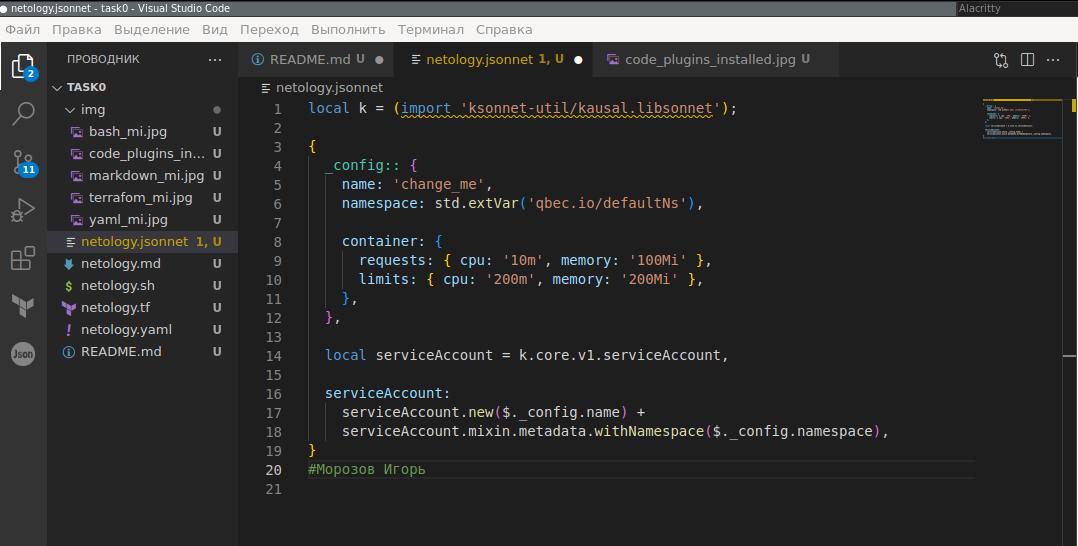 netology.jsonnet - task0 - Visual Studio Code
Alacritty
Файл Правка Выделение Вид Переход Выполнить Терминал Справка
2
11
Json
ПРОВОДНИК ···
TASK0
img
bash_mi.jpg U
code_plugins_in... U
markdown_mi.jpg U
terrafom_mi.jpg U
yaml_mi.jpg U
netology.jsonnet 1, U
netology.md U
netology.sh U
netology.tf U
netology.yaml U
README.md U
README.md U
netology.jsonnet 1, U
code_plugins_installed.jpg U
netology.jsonnet
1 local k = (import 'ksonnet-util/kausal.libsonnet');
2
3 {
4 _config:: {
5 name: 'change_me',
6 namespace: std.extVar('qbec.io/defaultNs'),
7
8 container: {
9 requests: { cpu: '10m', memory: '100Mi' },
10 limits: { cpu: '200m', memory: '200Mi' },
11 },
12 },
13
14 local serviceAccount = k.core.v1.serviceAccount,
15
16 serviceAccount:
17 serviceAccount.new($._config.name) +
18 serviceAccount.mixin.metadata.withNamespace($._config.namespace),
19 }
20 #Морозов Игорь
21